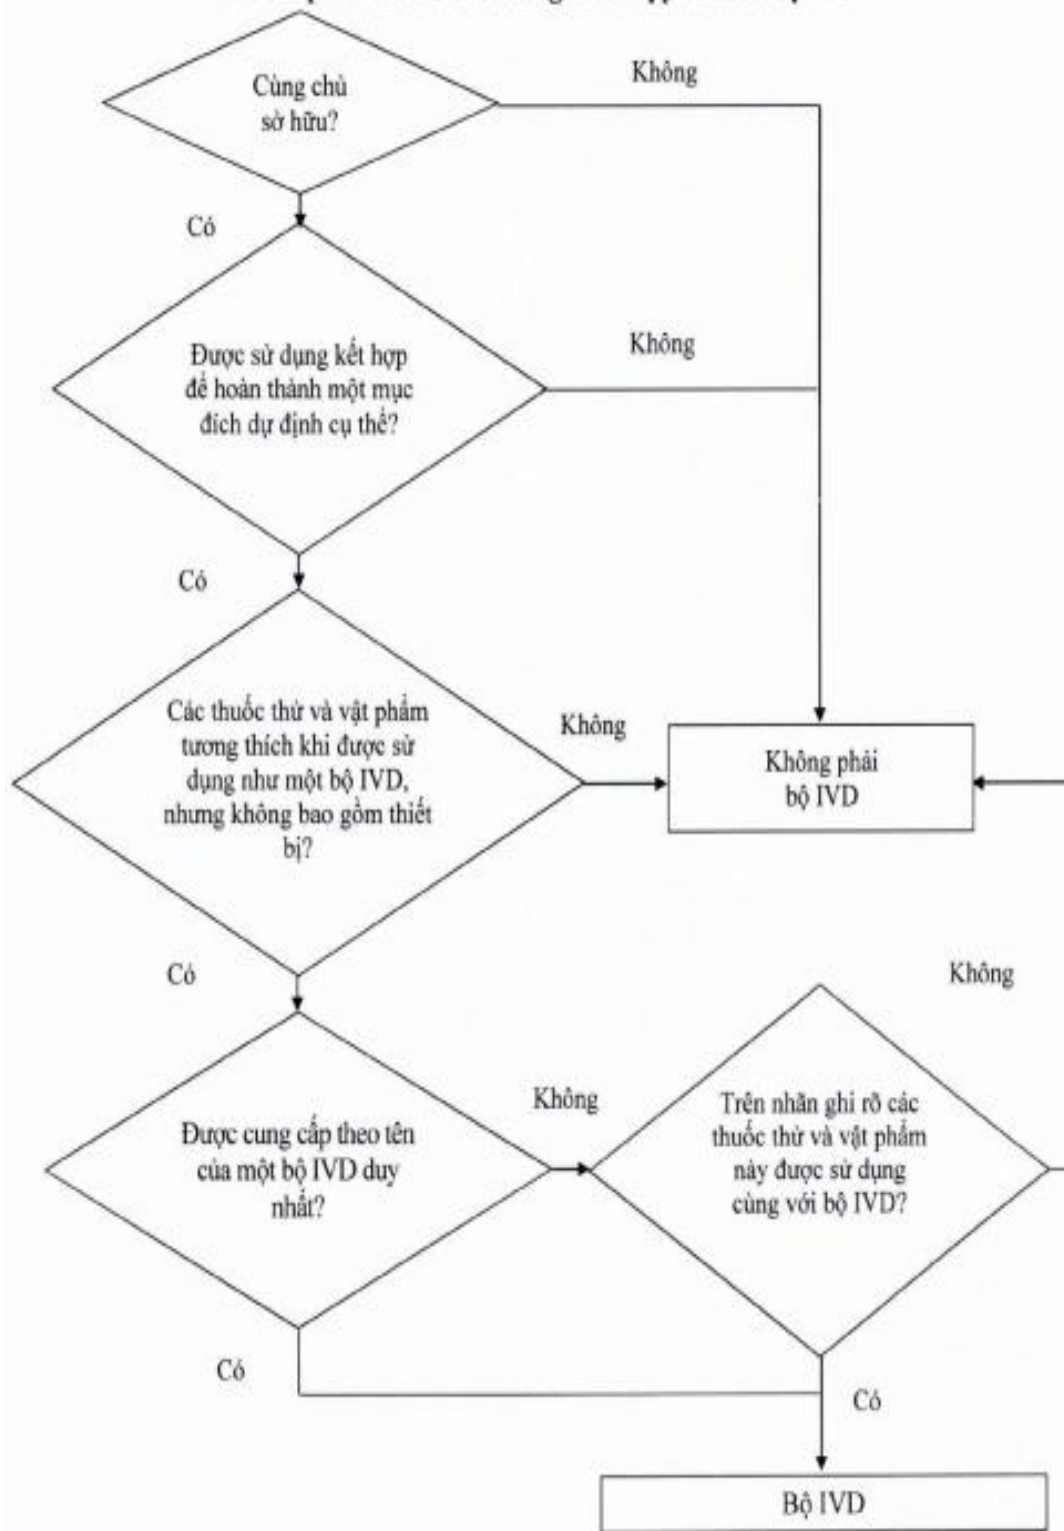 Cùng chủ
sở hữu?
Không
Có
Được sử dụng kết hợp
để hoàn thành một mục
đích dự định cụ thể?
Không
Có
Các thuốc thử và vật phẩm
tương thích khi được sử
dụng như một bộ IVD,
nhưng không bao gồm thiết
bị?
Không
Không phải
bộ IVD
Có
Được cung cấp theo tên
của một bộ IVD duy
nhất?
Không
Trên nhãn ghi rõ các
thuốc thử và vật phẩm
này được sử dụng
cùng với bộ IVD?
Không
Có
Có
Bộ IVD